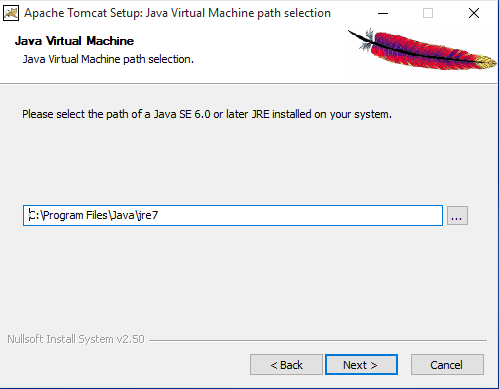 Apache Tomcat Setup: Java Virtual Machine path selection
Java Virtual Machine
Java Virtual Machine path selection.
Please select the path of a Java SE 6.0 or later JRE installed on your system.
C:\Program Files\Java\jre7
...
Nullsoft Install System v2.50
< Back
Next >
Cancel